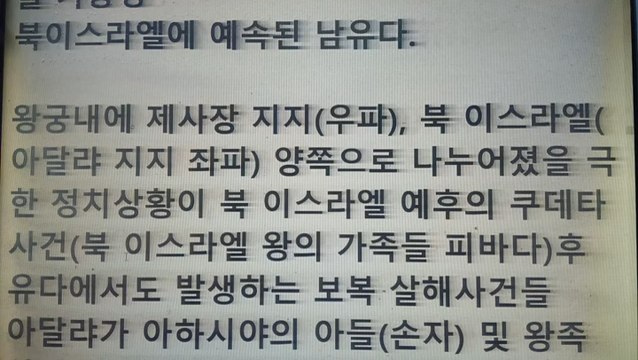 북이스라엘에 예속된 남유다.
왕궁내에 제사장 지지(우파), 북 이스라엘(
아달랴 지지 좌파) 양쪽으로 나누어졌을 극
한 정치상황이 북 이스라엘 예후의 쿠데타
사건(북 이스라엘 왕의 가족들 피바다)후
유다에서도 발생하는 보복 살해사건들
아달랴가 아하시야의 아들(손자) 및 왕족